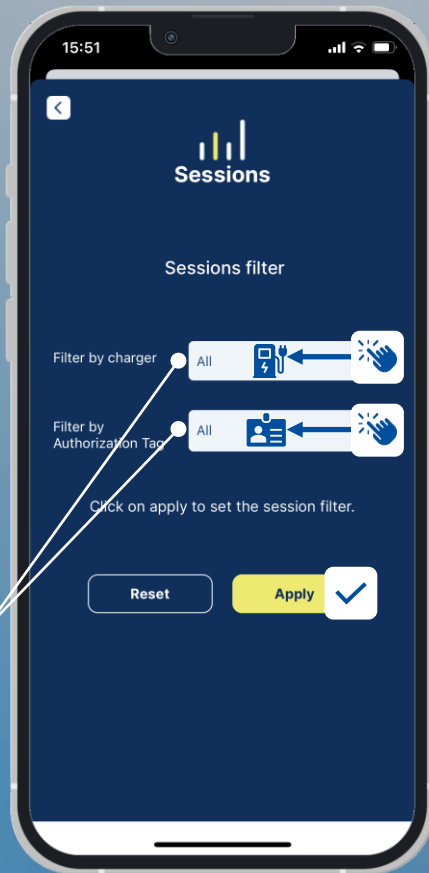 15:51
Sessions
Sessions filter
Filter by charger
All
Filter by
Authorization Tag
All
Click on apply to set the session filter.
Reset
Apply